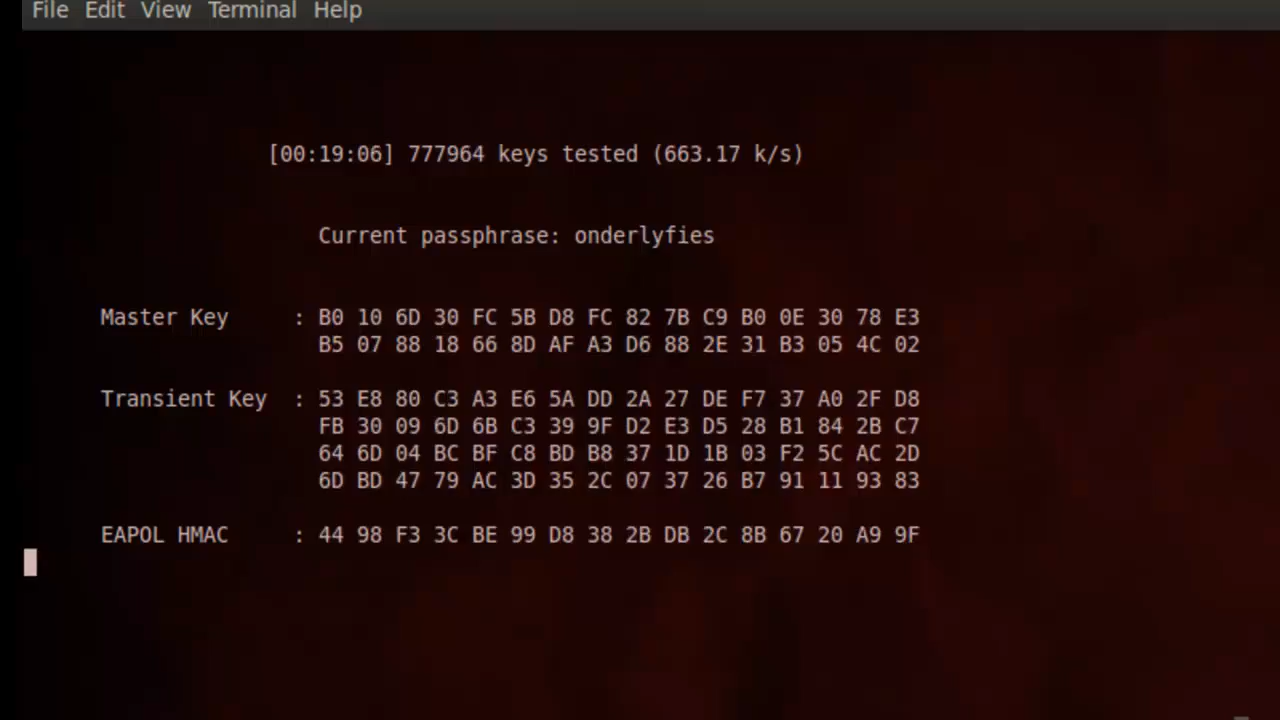 File Edit View Terminal Help
[00:19:06] 777964 keys tested (663.17 k/s)
Current passphrase: onderlyfies
Master Key : B0 10 6D 30 FC 5B D8 FC 82 7B C9 B0 0E 30 78 E3
B5 07 88 18 66 8D AF A3 D6 88 2E 31 B3 05 4C 02
Transient Key : 53 E8 80 C3 A3 E6 5A DD 2A 27 DE F7 37 A0 2F D8
FB 30 09 6D 6B C3 39 9F D2 E3 D5 28 B1 84 2B C7
64 6D 04 BC BF C8 BD B8 37 1D 1B 03 F2 5C AC 2D
6D BD 47 79 AC 3D 35 2C 07 37 26 B7 91 11 93 83
EAPOL HMAC : 44 98 F3 3C BE 99 D8 38 2B DB 2C 8B 67 20 A9 9F